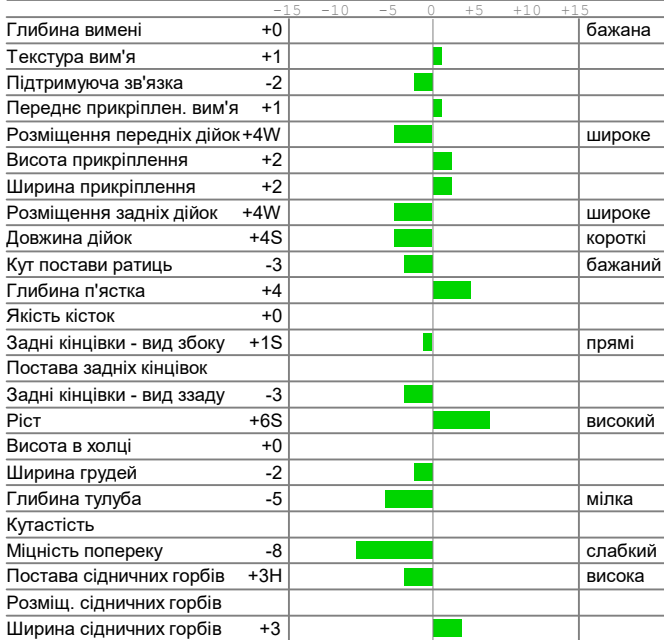 -15 -10 -5 0 +5 +10 +15
Глибина вимені +0 бажана
Текстура вим'я +1
Підтримуюча зв'язка -2
Переднє прикріплен. вим'я +1
Розміщення передніх дійок +4W широке
Висота прикріплення +2
Ширина прикріплення +2
Розміщення задніх дійок +4W широке
Довжина дійок +4S короткі
Кут постави ратиць -3 бажаний
Глибина п'ястка +4
Якість кісток +0
Задні кінцівки - вид збоку +1S прямі
Постава задніх кінцівок
Задні кінцівки - вид ззаду -3
Ріст +6S високий
Висота в холці +0
Ширина грудей -2
Глибина тулуба -5 мілка
Кутастість
Міцність попереку -8 слабкий
Постава сідничних горбів +3H висока
Розміщ. сідничних горбів
Ширина сідничних горбів +3